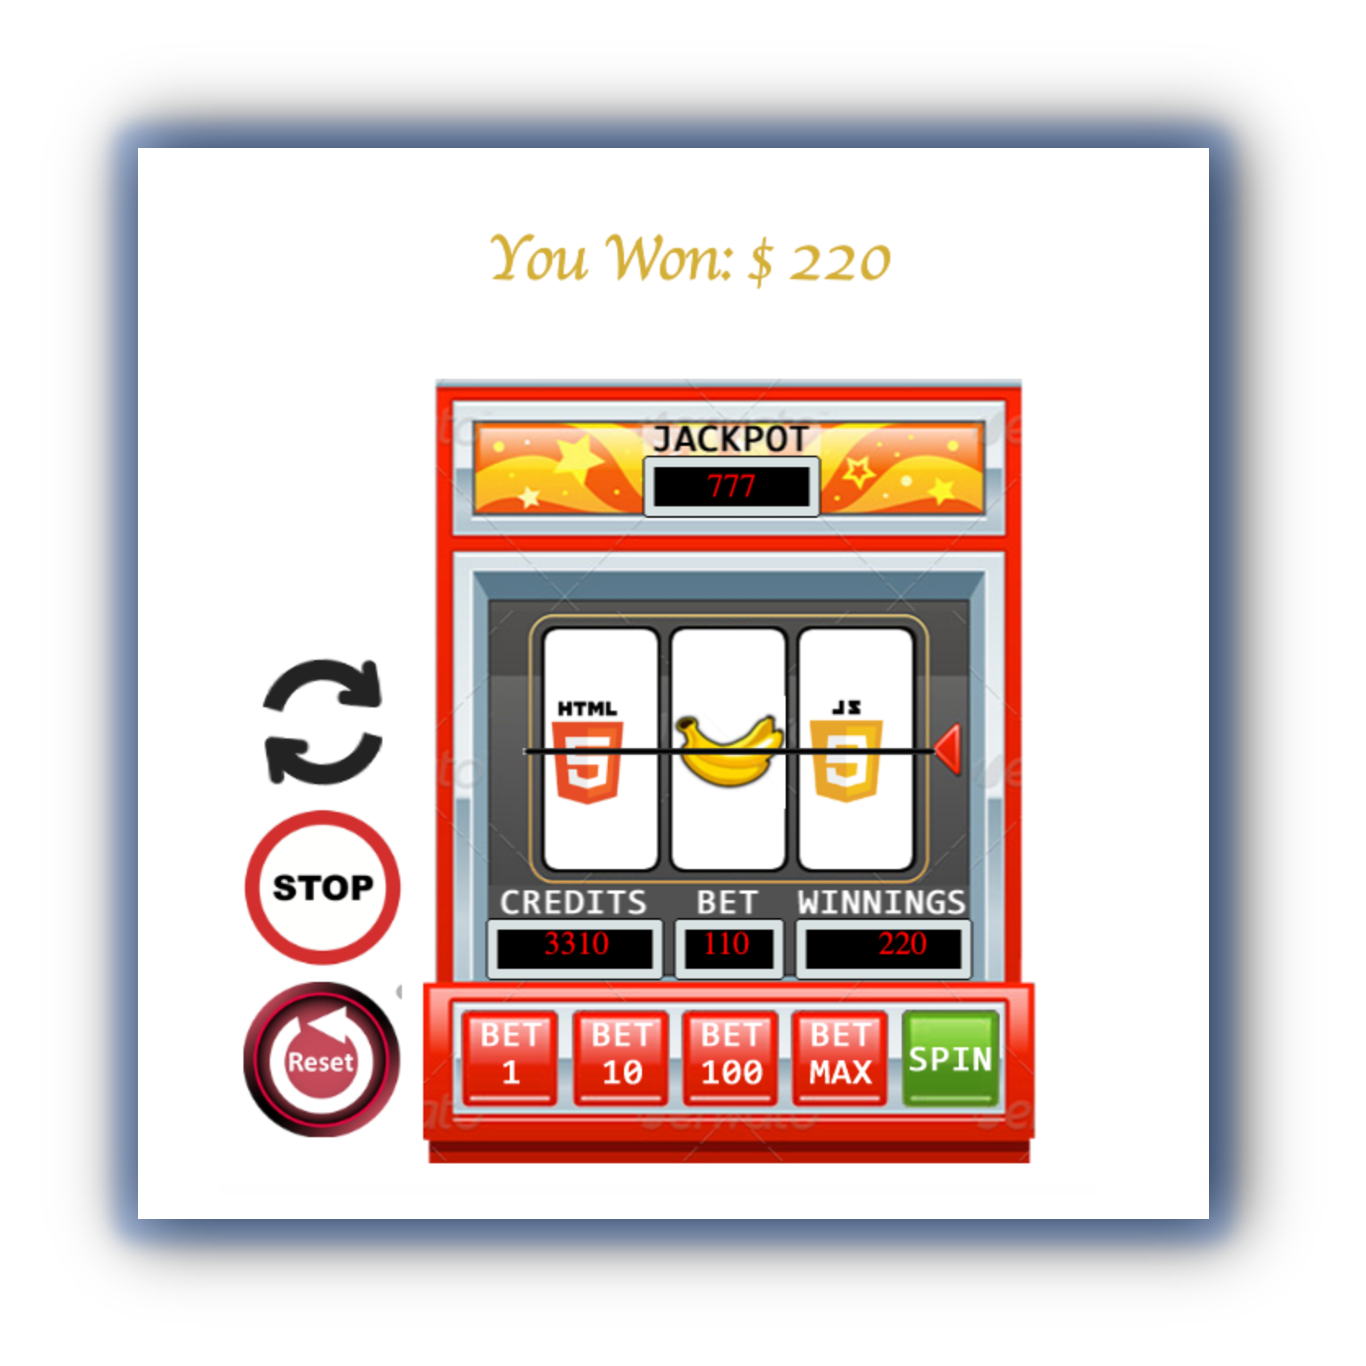 You Won: $ 220
JACKPOT
777
HTML
5
JS
CREDITS BET WINNINGS
3310 110 220
STOP
Reset
BET 1
BET 10
BET 100
BET MAX
SPIN